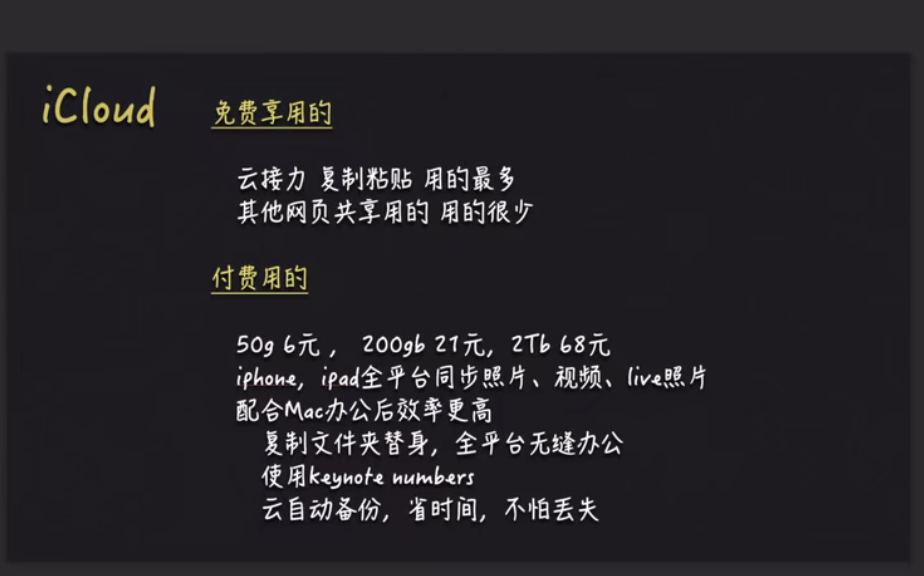 iCloud
免费享用的
云接力 复制粘贴 用的最多
其他网页共享用的 用的很少
付费用的
50g 6元， 200gb 21元，2Tb 68元
iphone，ipad全平台同步照片、视频、live照片
配合Mac办公后效率更高
复制文件夹替身，全平台无缝办公
使用keynote numbers
云自动备份，省时间，不怕丢失